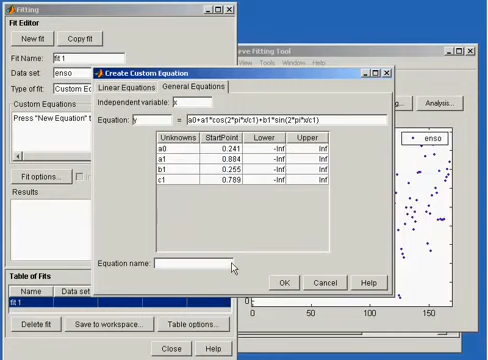 Fitting
Fit Editor
New fit
Copy fit
Fit Name:
fit 1
Data set
enso
Type of fit:
Custom Eq
Custom Equations
Press "New Equation" t
Fit options...
Results
Table of Fits
Name
Data set
fit 1
Delete fit
Save to workspace...
Table options...
Close
Help
Create Custom Equation
Linear Equations
General Equations
Independent variable:
x
Equation:
y
=
a0+a1*cos(2*pi*x/c1)+b1*sin(2*pi*x/c1)
Unknowns StartPoint Lower Upper
a0 0.241 -Inf Inf
a1 0.884 -Inf Inf
b1 0.255 -Inf Inf
c1 0.789 -Inf Inf
Equation name:
OK
Cancel
Help
rve Fitting Tool
View Tools Window Help
Analysis...
enso
0
0 50 100 150